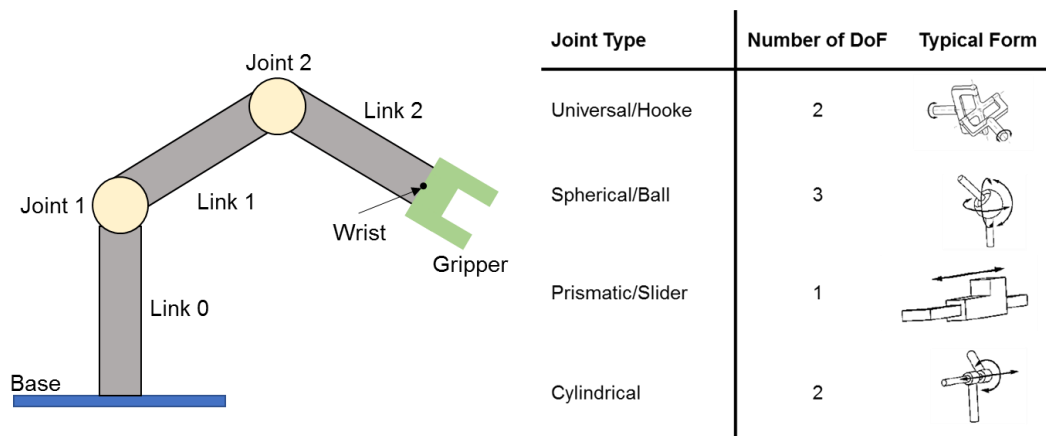 Joint 2
Link 2
Joint 1
Link 1
Wrist
Gripper
Link 0
Base
Joint Type Number of DoF Typical Form
Universal/Hooke 2
Spherical/Ball 3
Prismatic/Slider 1
Cylindrical 2